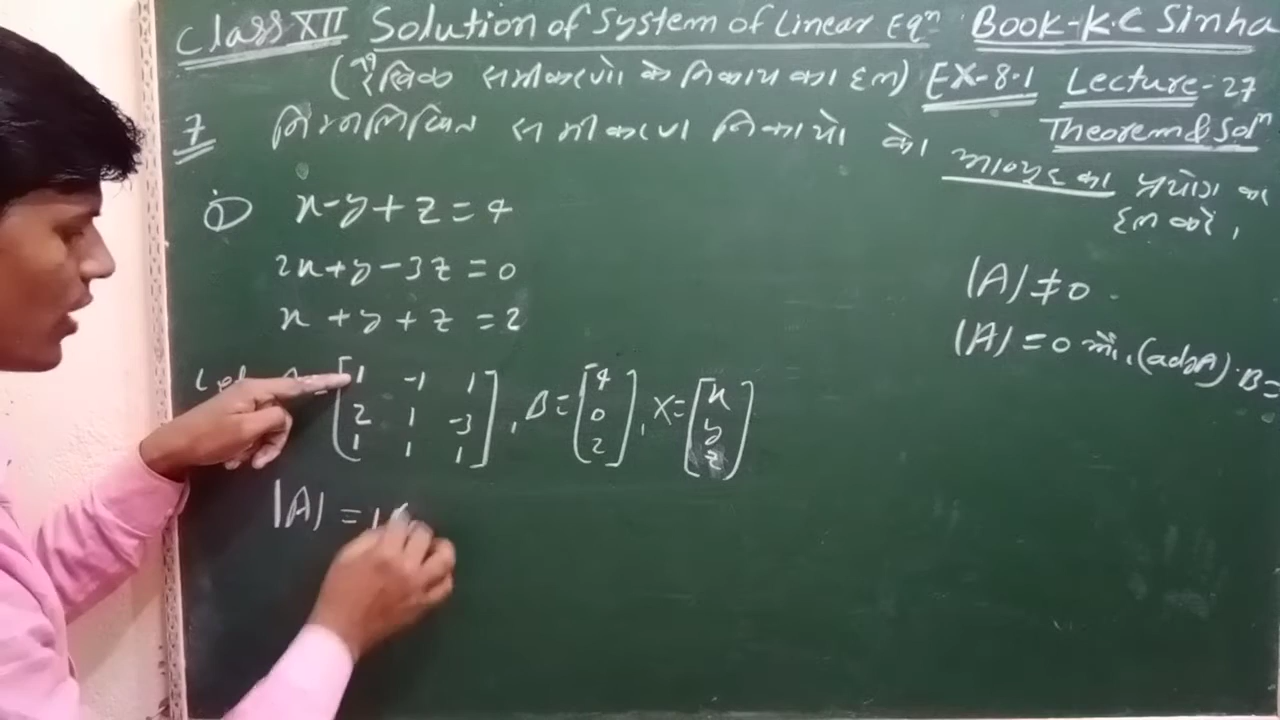 Class XII Solution of System of Linear Eqⁿ Book-K.C Sinha
(रैखिक समीकरणों के निकाय का हल) EX-8.1 Lecture-27
7 निम्नलिखित समीकरण निकायों को Theorem & Solⁿ
आव्यूह का प्रयोग कर
हल करें,
(i) x-y+z=4
2x+y-3z=0
x+y+z=2
|A|≠0.
|A|=0 में, (adjA)·B=
[1 -1 1
2 1 -3
1 1 1], B=[4
0
2], X=[x
y
z]
|A| = 1(